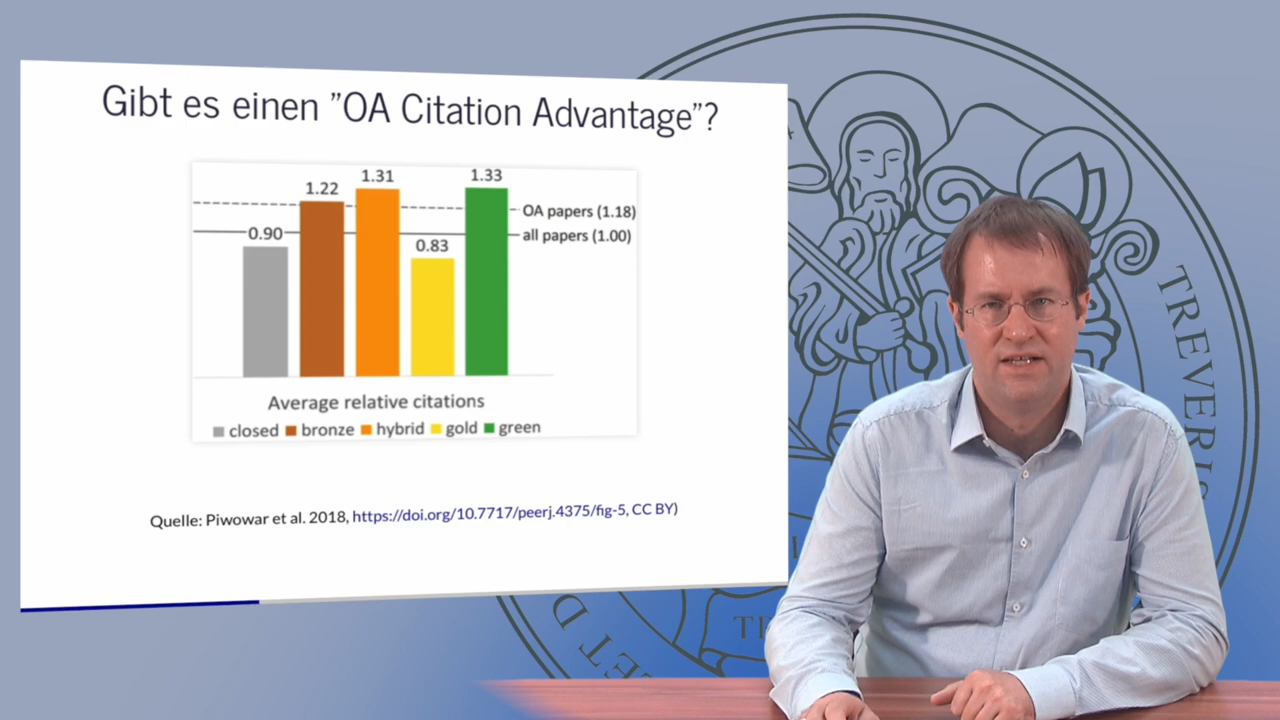 Gibt es einen ”OA Citation Advantage”?
1.22
1.31
1.33
OA papers (1.18)
0.90
all papers (1.00)
0.83
Average relative citations
closed bronze hybrid gold green
Quelle: Piwowar et al. 2018, https://doi.org/10.7717/peerj.4375/fig-5, CC BY)
TREVERIS
ET D